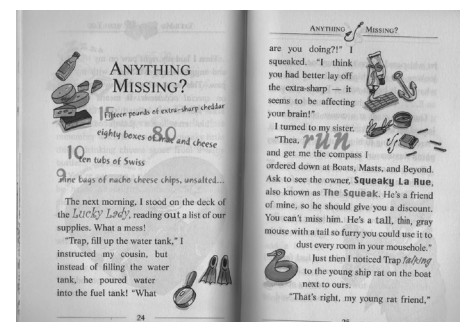 ANYTHING
MISSING?
15 Fifteen pounds of extra-sharp cheddar
eighty boxes of 80 and cheese
10 Ten tubs of Swiss
9 Nine bags of nacho cheese chips, unsalted...
The next morning, I stood on the deck of
the Lucky Lady, reading out a list of our
supplies. What a mess!
"Trap, fill up the water tank," I
instructed my cousin, but
instead of filling the water
tank, he poured water
into the fuel tank! "What
24
ANYTHING MISSING?
are you doing?!" I
squeaked. "I think
you had better lay off
the extra-sharp — it
seems to be affecting
your brain!"
I turned to my sister.
"Thea, run
and get me the compass I
ordered down at Boats, Masts, and Beyond.
Ask to see the owner, Squeaky La Rue,
also known as The Squeak. He's a friend
of mine, so he should give you a discount.
You can't miss him. He's a tall, thin, gray
mouse with a tail so furry you could use it to
dust every room in your mousehole."
Just then I noticed Trap talking
to the young ship rat on the boat
next to ours.
"That's right, my young rat friend,"